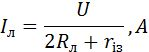 Iл = U / (2Rл + rіз), A